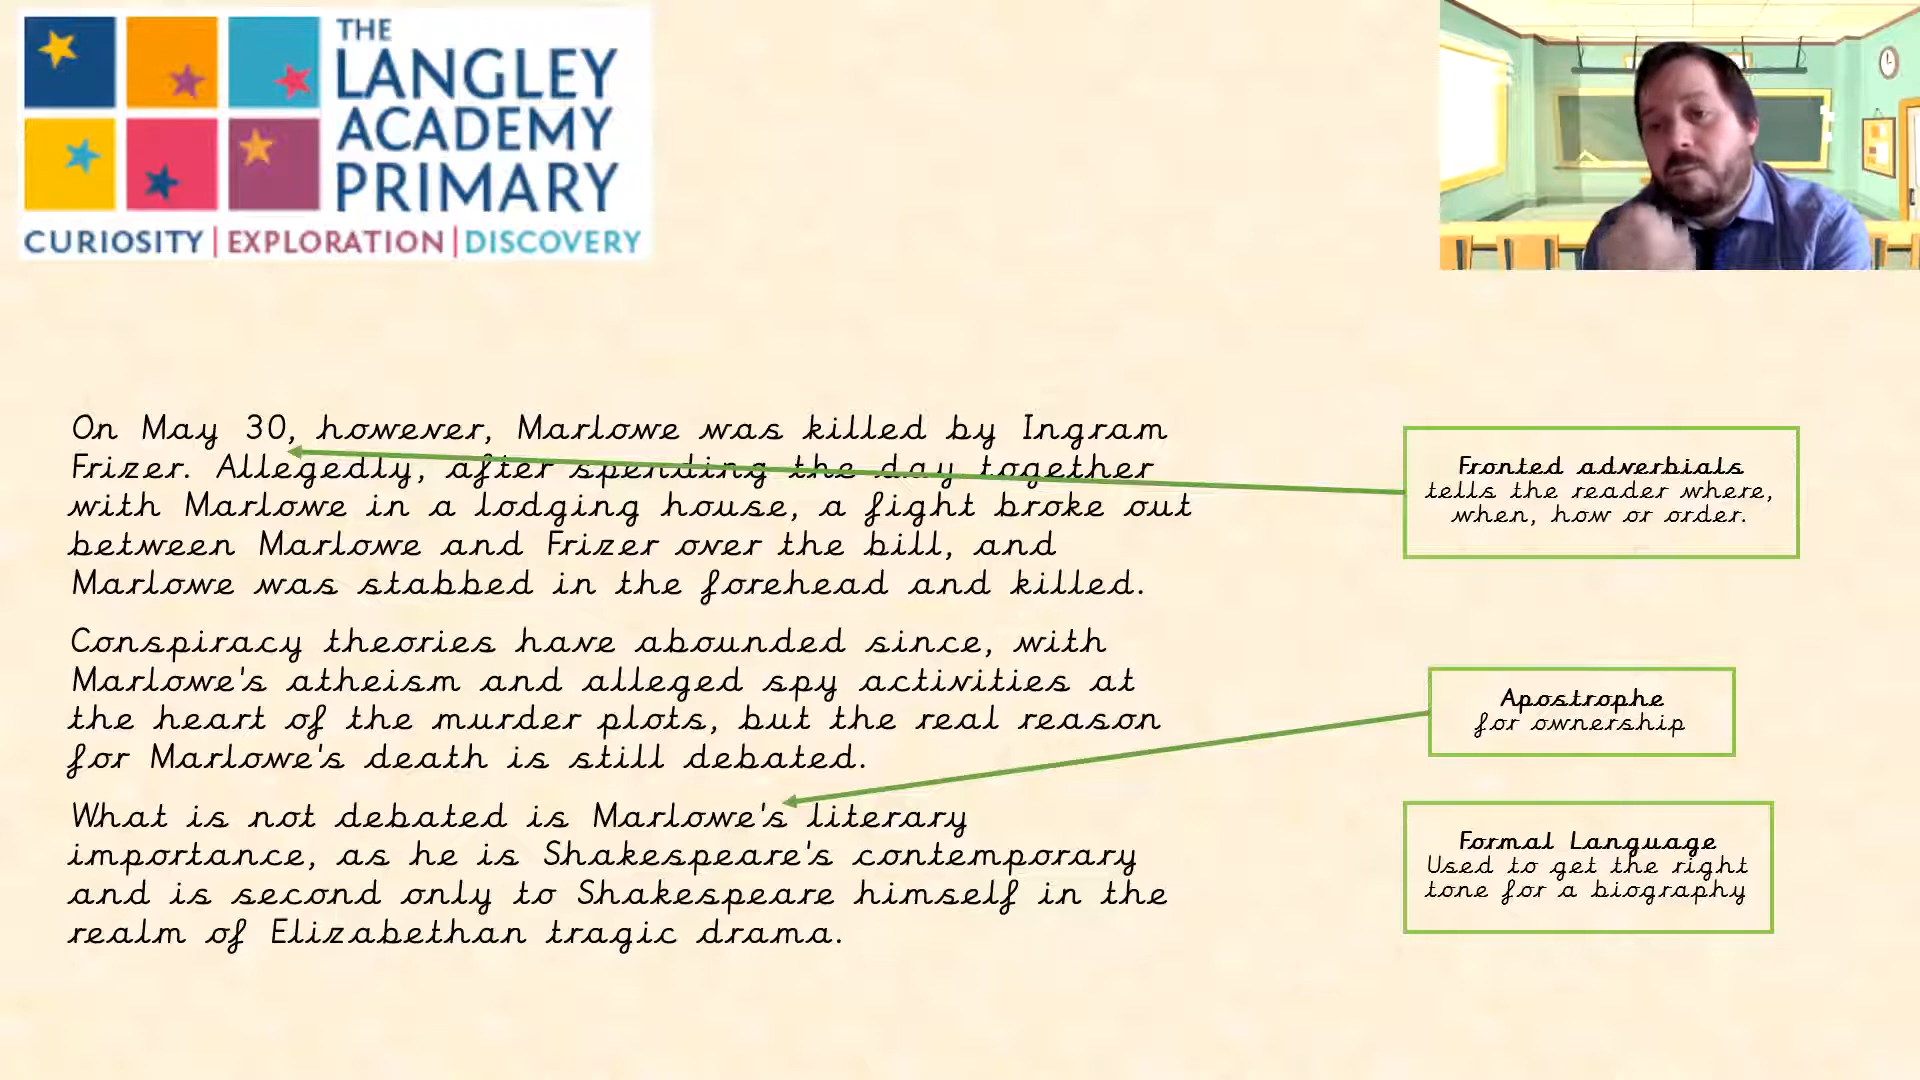 THE
LANGLEY
ACADEMY
PRIMARY
CURIOSITY | EXPLORATION | DISCOVERY
On May 30, however, Marlowe was killed by Ingram
Frizer. Allegedly, after spending the day together
with Marlowe in a lodging house, a fight broke out
between Marlowe and Frizer over the bill, and
Marlowe was stabbed in the forehead and killed.
Conspiracy theories have abounded since, with
Marlowe's atheism and alleged spy activities at
the heart of the murder plots, but the real reason
for Marlowe's death is still debated.
What is not debated is Marlowe's literary
importance, as he is Shakespeare's contemporary
and is second only to Shakespeare himself in the
realm of Elizabethan tragic drama.
Fronted adverbials
tells the reader where,
when, how or order.
Apostrophe
for ownership
Formal Language
Used to get the right
tone for a biography